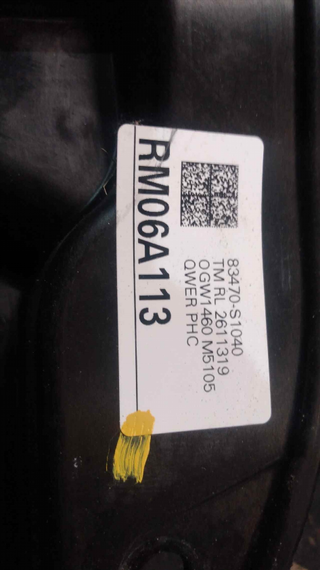 83470-S1040
TM RL 2611319
OGW1460 M5105
QWER PHC
RM06A113